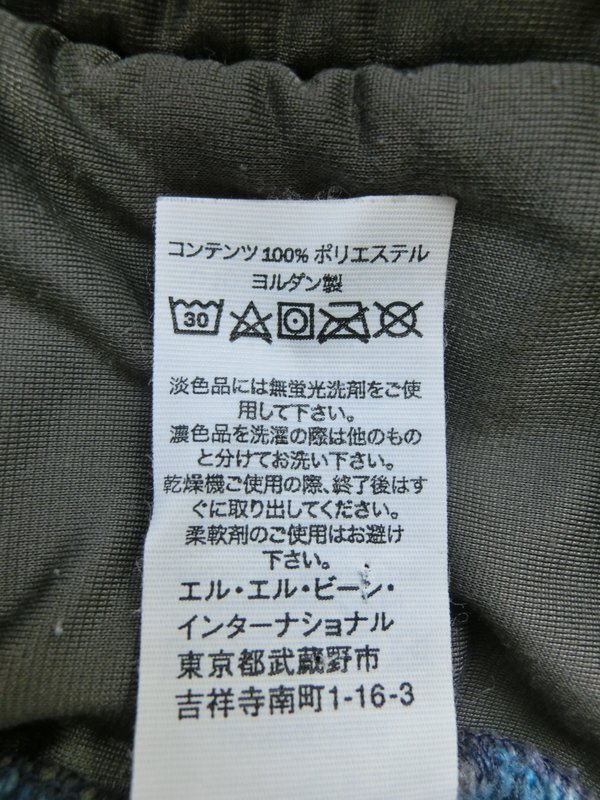 コンテンツ 100% ポリエステル
ヨルダン製
30
淡色品には無蛍光洗剤をご使
用して下さい。
濃色品を洗濯の際は他のもの
と分けてお洗い下さい。
乾燥機ご使用の際、終了後はす
ぐに取り出してください。
柔軟剤のご使用はお避け
下さい。
エル・エル・ビーン・
インターナショナル
東京都武蔵野市
吉祥寺南町1-16-3